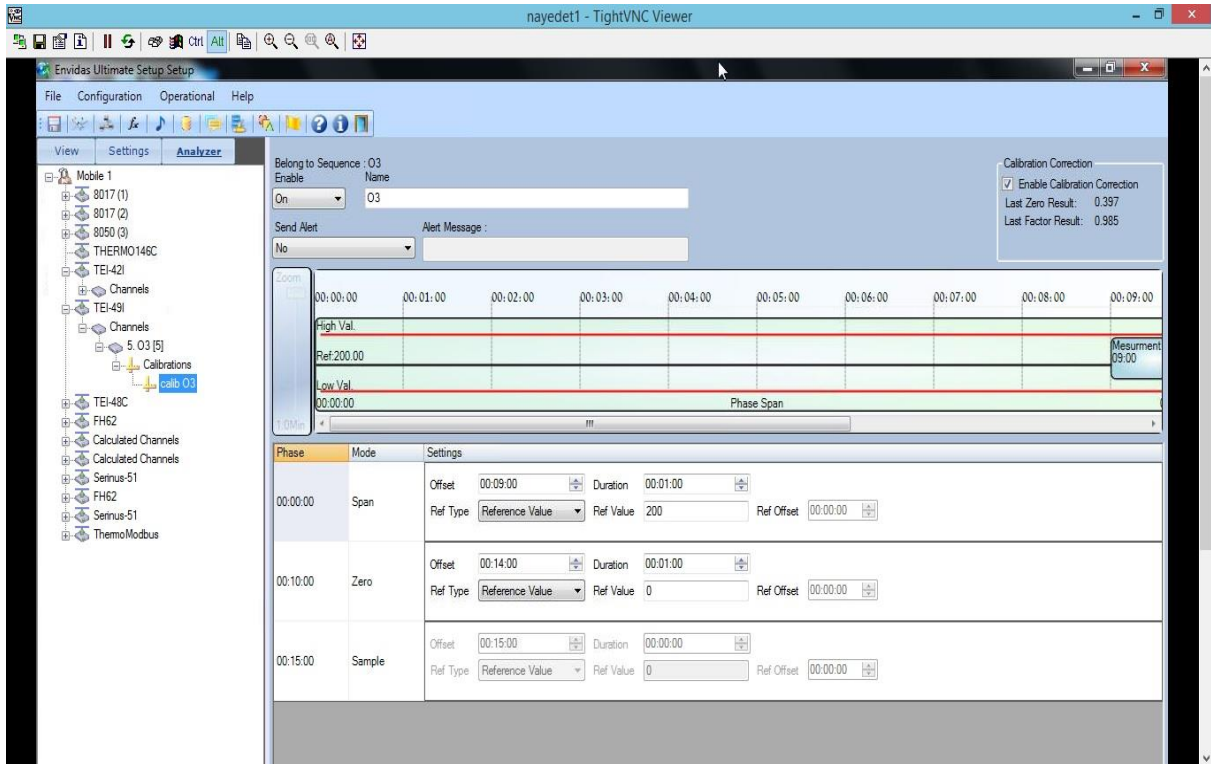 nayedet1 - TightVNC Viewer
Ctrl Alt
Envidas Ultimate Setup Setup
File Configuration Operational Help
View Settings Analyzer
Mobile 1
8017 (1)
8017 (2)
8050 (3)
THERMO146C
TEI-42I
Channels
TEI-49I
Channels
5. O3 [5]
Calibrations
calib O3
TEI-48C
FH62
Calculated Channels
Calculated Channels
Serinus-51
FH62
Serinus-51
ThermoModbus
Belong to Sequence : O3
Enable Name
On O3
Send Alert Alert Message :
No
Calibration Correction
Enable Calibration Correction
Last Zero Result: 0.397
Last Factor Result: 0.985
Zoom
00:00:00 00:01:00 00:02:00 00:03:00 00:04:00 00:05:00 00:06:00 00:07:00 00:08:00 00:09:00
High Val.
Ref:200.00
Mesurment
09:00
Low Val.
00:00:00 Phase Span
1:0Min
Phase Mode Settings
00:00:00 Span
Offset 00:09:00 Duration 00:01:00
Ref Type Reference Value Ref Value 200 Ref Offset 00:00:00
00:10:00 Zero
Offset 00:14:00 Duration 00:01:00
Ref Type Reference Value Ref Value 0 Ref Offset 00:00:00
00:15:00 Sample
Offset 00:15:00 Duration 00:00:00
Ref Type Reference Value Ref Value 0 Ref Offset 00:00:00